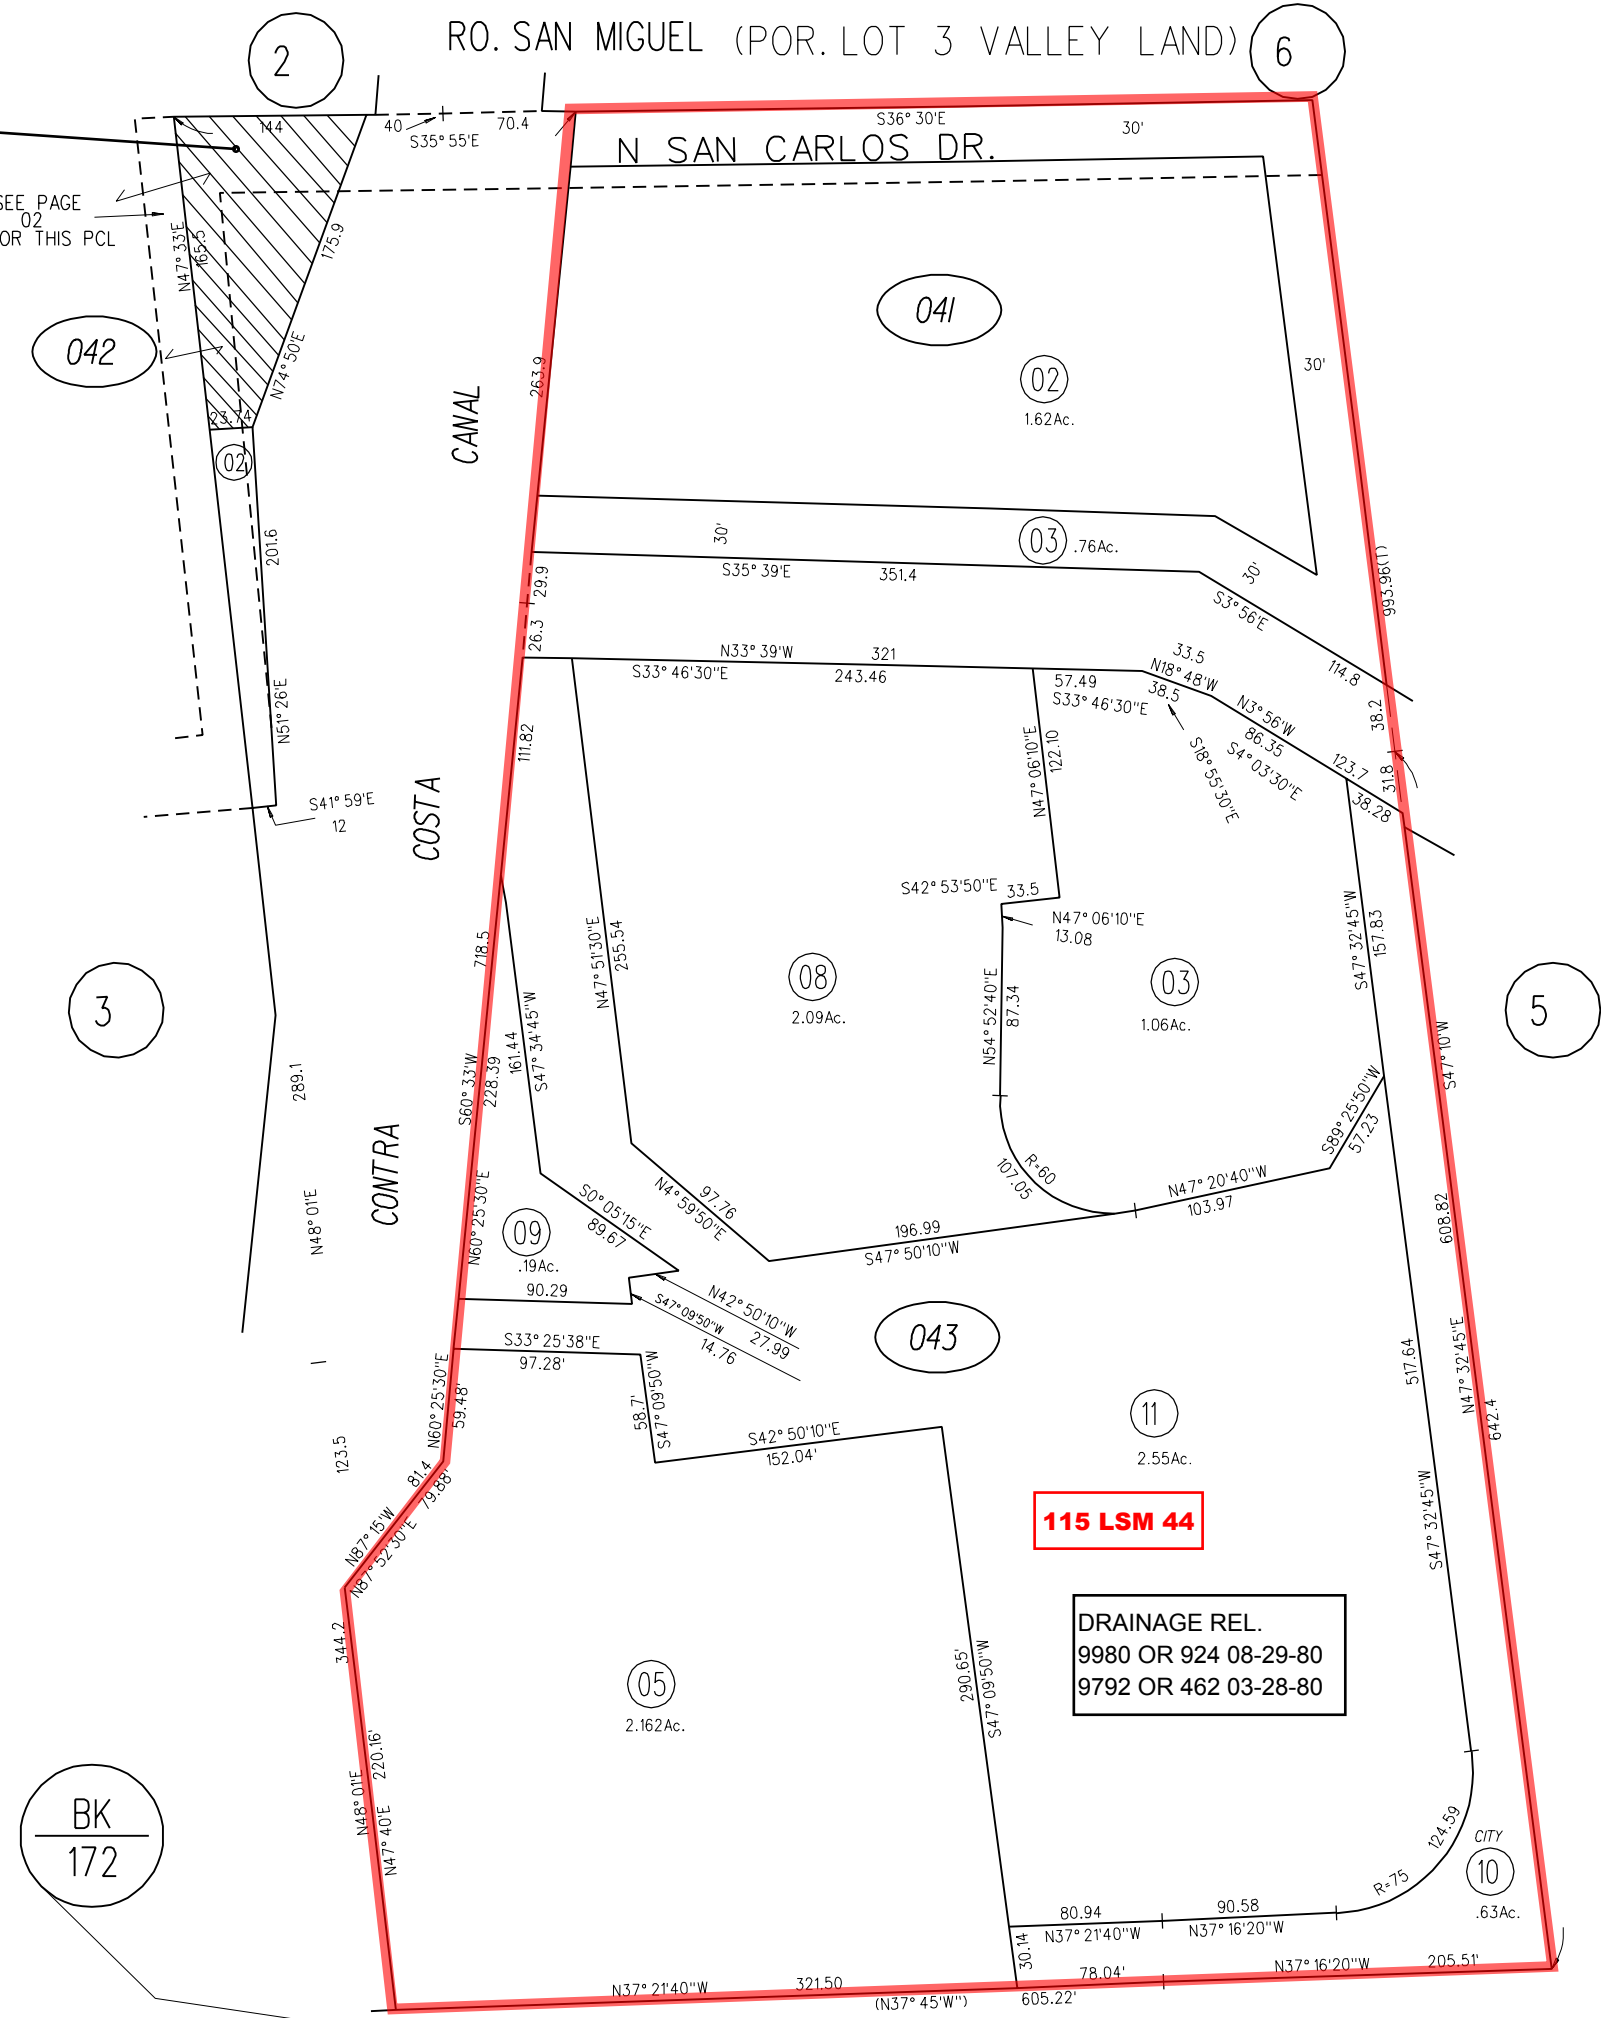 RO. SAN MIGUEL (POR. LOT 3 VALLEY LAND)
2
6
144
40
S35°55'E
70.4
S36°30'E
30'
N SAN CARLOS DR.
SEE PAGE
02
OR THIS PCL
N47°33'E
165.5
175.9
N74°50'E
042
23.74
02
201.6
N51°26'E
S41°59'E
12
CANAL
COSTA
CONTRA
263.9
041
02
1.62Ac.
30'
30'
03
.76Ac.
S35°39'E
351.4
30'
S3°56'E
114.8
993.96(T)
29.9
26.3
N33°39'W
321
S33°46'30"E
243.46
57.49
S33°46'30"E
33.5
N18°48'W
38.5
S18°55'30"E
N3°56'W
86.35
S4°03'30"E
123.7
38.28
38.2
31.8
111.82
N47°06'10"E
122.10
S42°53'50"E
33.5
N47°06'10"E
13.08
N47°51'30"E
255.54
718.5
08
2.09Ac.
N54°52'40"E
87.34
03
1.06Ac.
S47°32'45"W
157.83
3
5
S47°10'W
289.1
N48°01'E
S60°33'W
228.39
161.44
S47°34'45"W
N60°25'30"E
R=60
107.05
S89°25'50"W
57.23
N47°20'40"W
103.97
608.82
97.76
N4°59'50"E
196.99
S47°50'10"W
S0°05'15"E
89.67
09
.19Ac.
90.29
N42°50'10"W
27.99
S47°09'50"W
14.76
043
S33°25'38"E
97.28'
N60°25'30"E
59.48'
58.7'
S47°09'50"W
S42°50'10"E
152.04'
517.64
N47°32'45"E
642.4
11
2.55Ac.
123.5
81.4
79.88'
N87°15'W
N87°52'30"E
115 LSM 44
S47°32'45"W
DRAINAGE REL.
9980 OR 924 08-29-80
9792 OR 462 03-28-80
344.2
05
2.162Ac.
290.65'
S47°09'50"W
220.16'
N48°01'E
N47°40'E
BK
172
124.59
R=75
CITY
10
.63Ac.
80.94
N37°21'40"W
90.58
N37°16'20"W
30.14
N37°21'40"W
321.50
78.04'
N37°16'20"W
205.51'
(N37°45'W")
605.22'